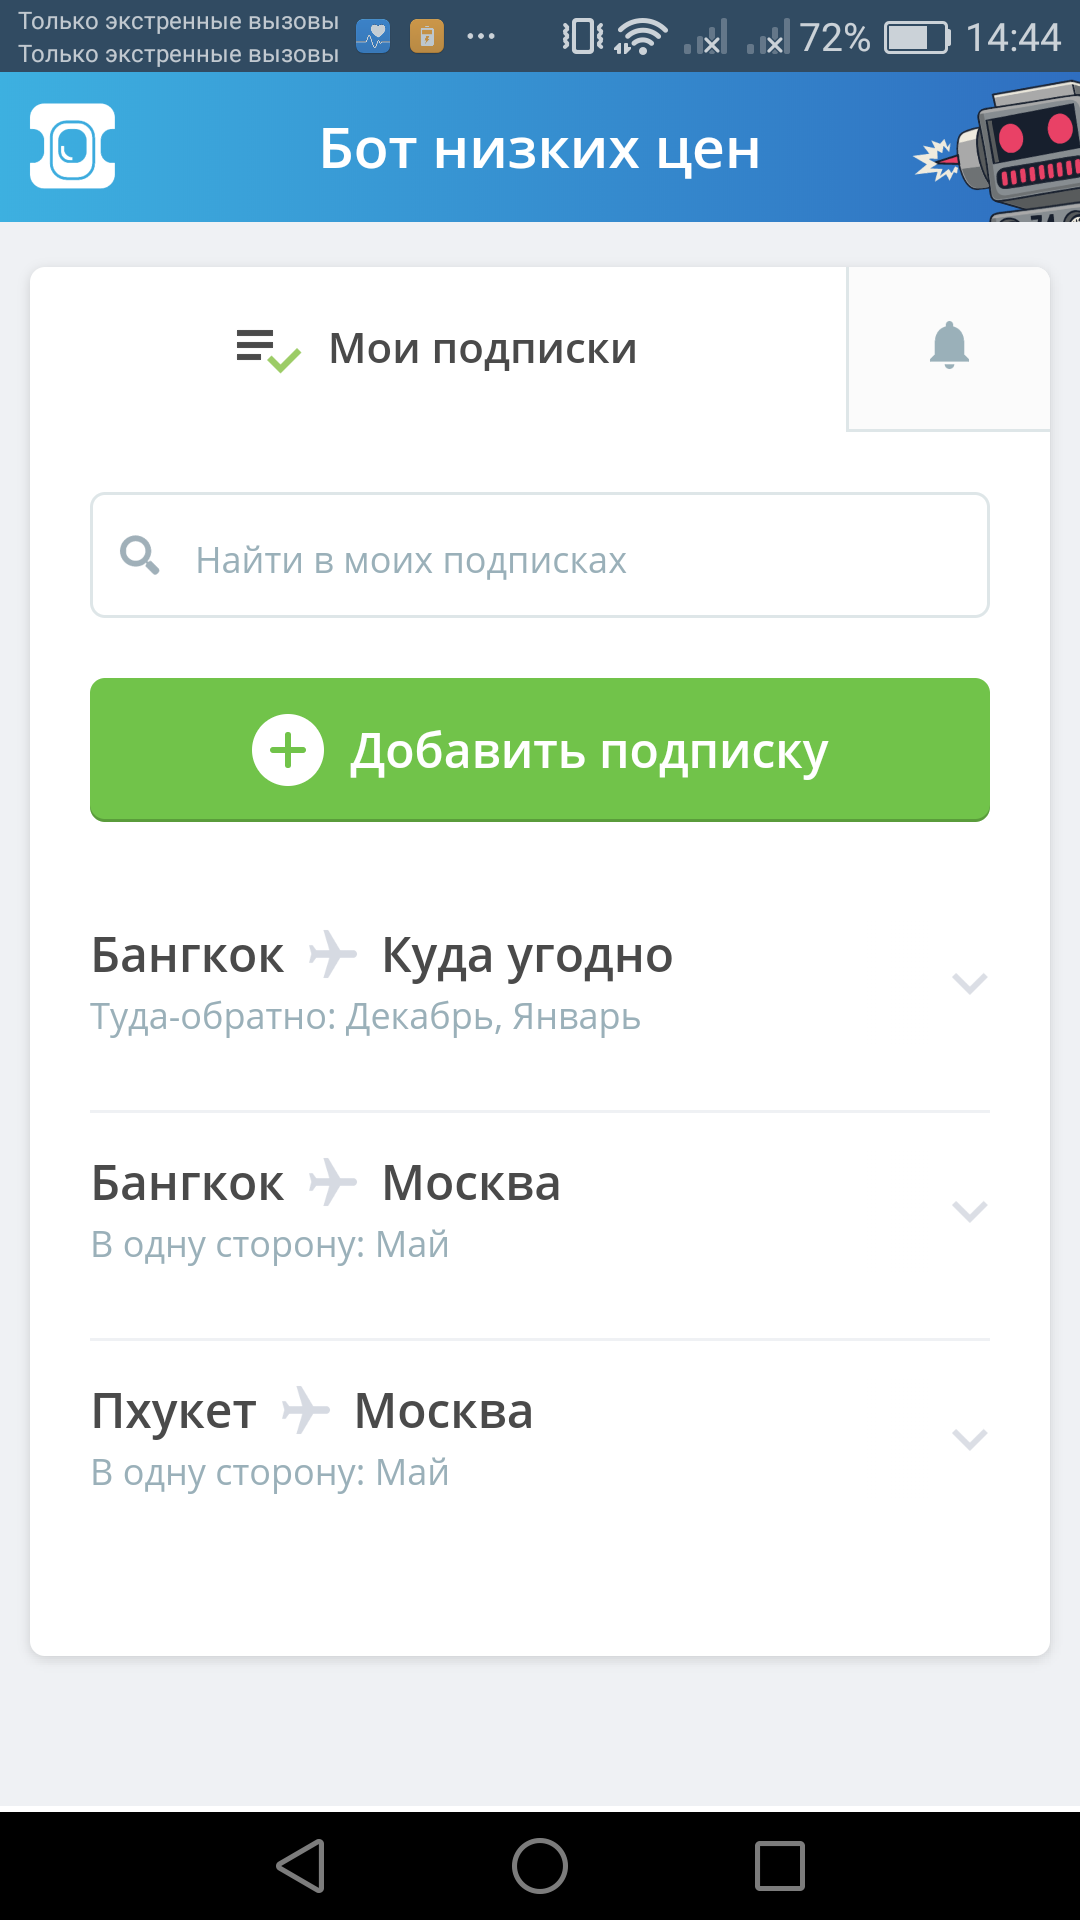 Только экстренные вызовы
Только экстренные вызовы
72% 14:44
Бот низких цен
Мои подписки
Найти в моих подписках
Добавить подписку
Бангкок Куда угодно
Туда-обратно: Декабрь, Январь
Бангкок Москва
В одну сторону: Май
Пхукет Москва
В одну сторону: Май